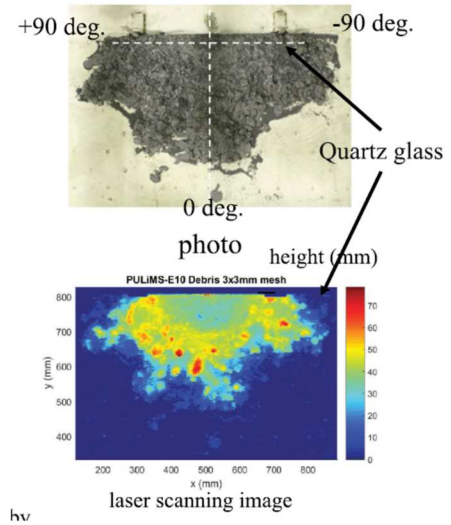 +90 deg.
-90 deg.
Quartz glass
0 deg.
photo
height (mm)
PULiMS-E10 Debris 3x3mm mesh
800
700
600
500
400
y (mm)
70
60
50
40
30
20
10
0
200 300 400 500 600 700 800
x (mm)
laser scanning image
by